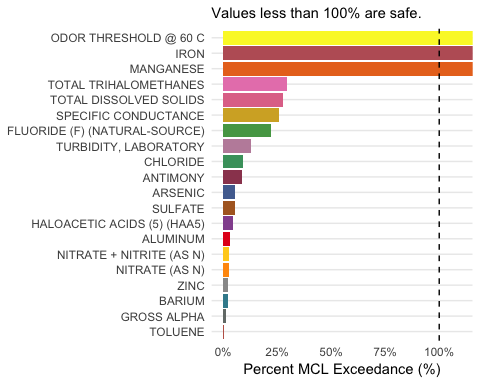 Values less than 100% are safe.
ODOR THRESHOLD @ 60 C
IRON
MANGANESE
TOTAL TRIHALOMETHANES
TOTAL DISSOLVED SOLIDS
SPECIFIC CONDUCTANCE
FLUORIDE (F) (NATURAL-SOURCE)
TURBIDITY, LABORATORY
CHLORIDE
ANTIMONY
ARSENIC
SULFATE
HALOACETIC ACIDS (5) (HAA5)
ALUMINUM
NITRATE + NITRITE (AS N)
NITRATE (AS N)
ZINC
BARIUM
GROSS ALPHA
TOLUENE
0% 25% 50% 75% 100%
Percent MCL Exceedance (%)